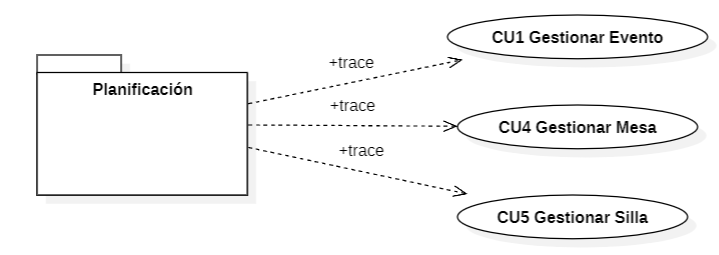 CU1 Gestionar Evento
+trace
Planificación
+trace
CU4 Gestionar Mesa
+trace
CU5 Gestionar Silla